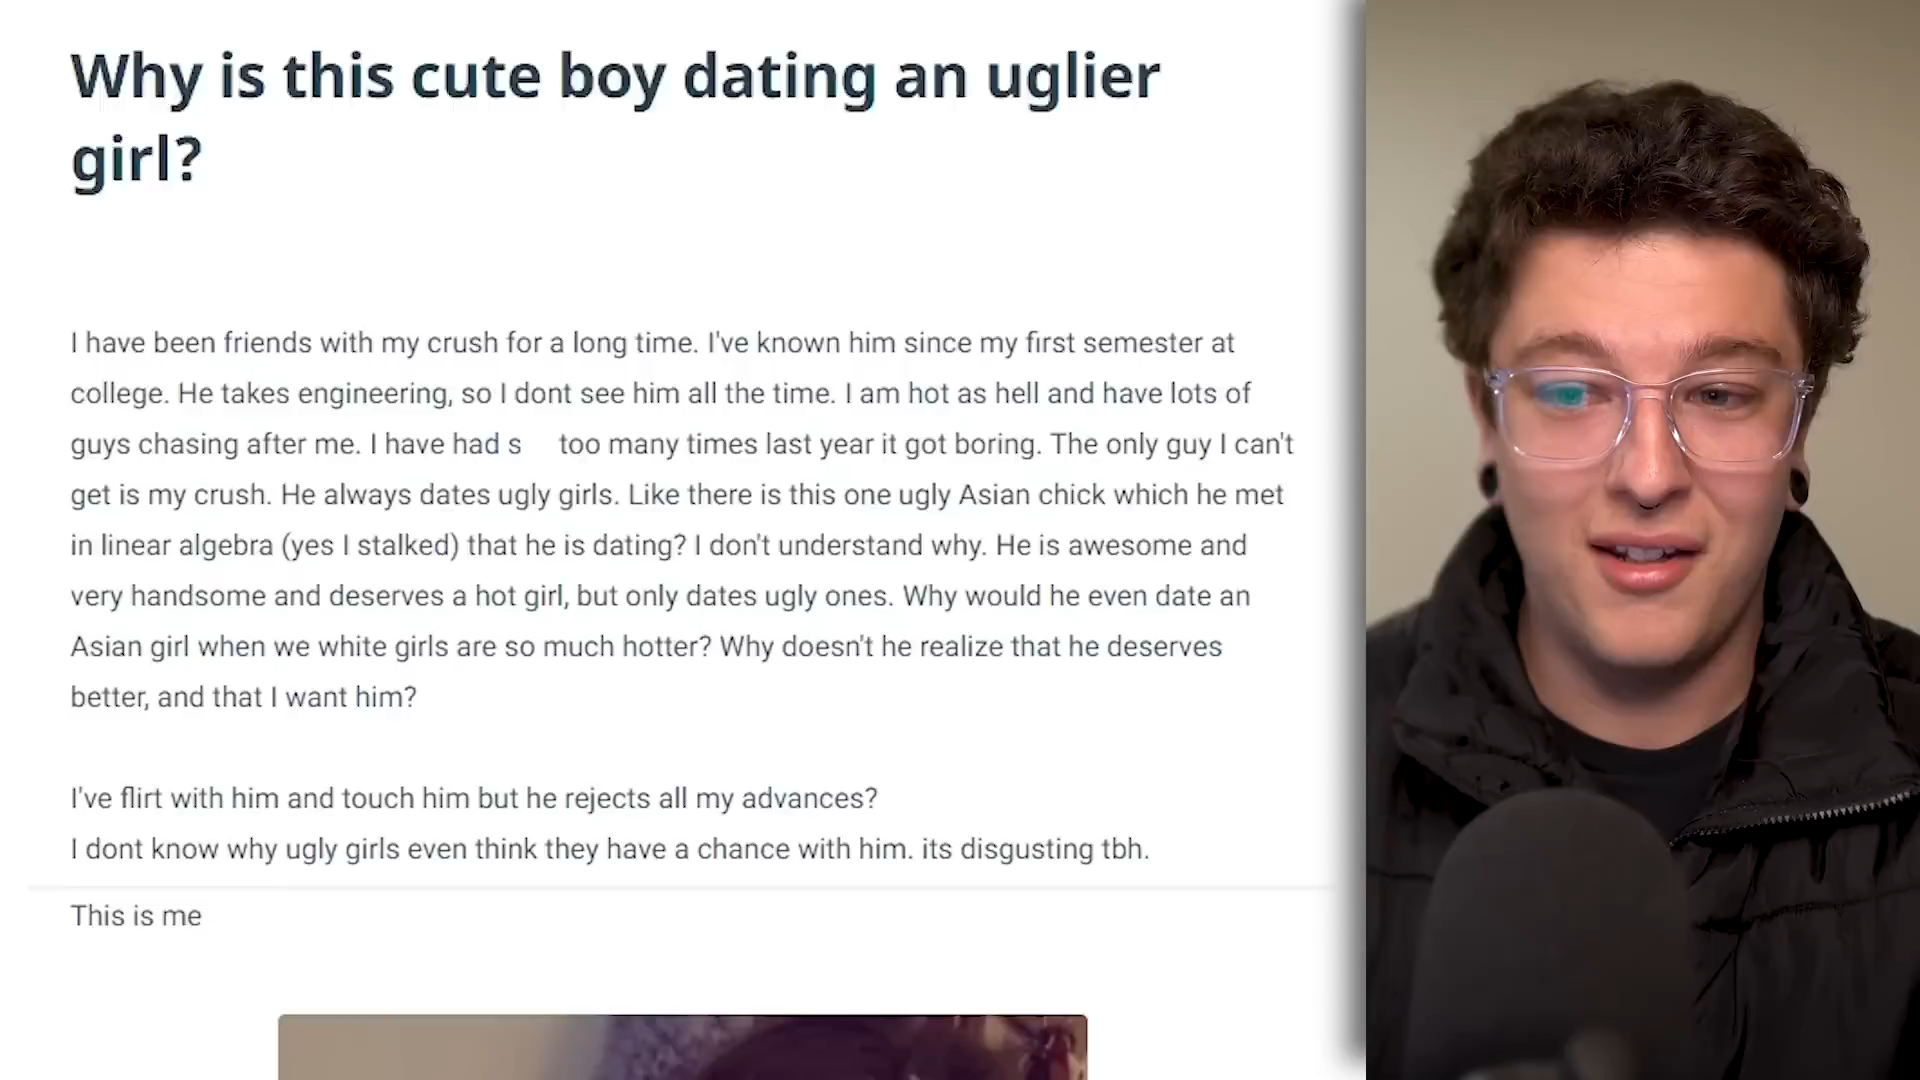 Why is this cute boy dating an uglier
girl?
I have been friends with my crush for a long time. I've known him since my first semester at
college. He takes engineering, so I dont see him all the time. I am hot as hell and have lots of
guys chasing after me. I have had s too many times last year it got boring. The only guy I can't
get is my crush. He always dates ugly girls. Like there is this one ugly Asian chick which he met
in linear algebra (yes I stalked) that he is dating? I don't understand why. He is awesome and
very handsome and deserves a hot girl, but only dates ugly ones. Why would he even date an
Asian girl when we white girls are so much hotter? Why doesn't he realize that he deserves
better, and that I want him?
I've flirt with him and touch him but he rejects all my advances?
I dont know why ugly girls even think they have a chance with him. its disgusting tbh.
This is me